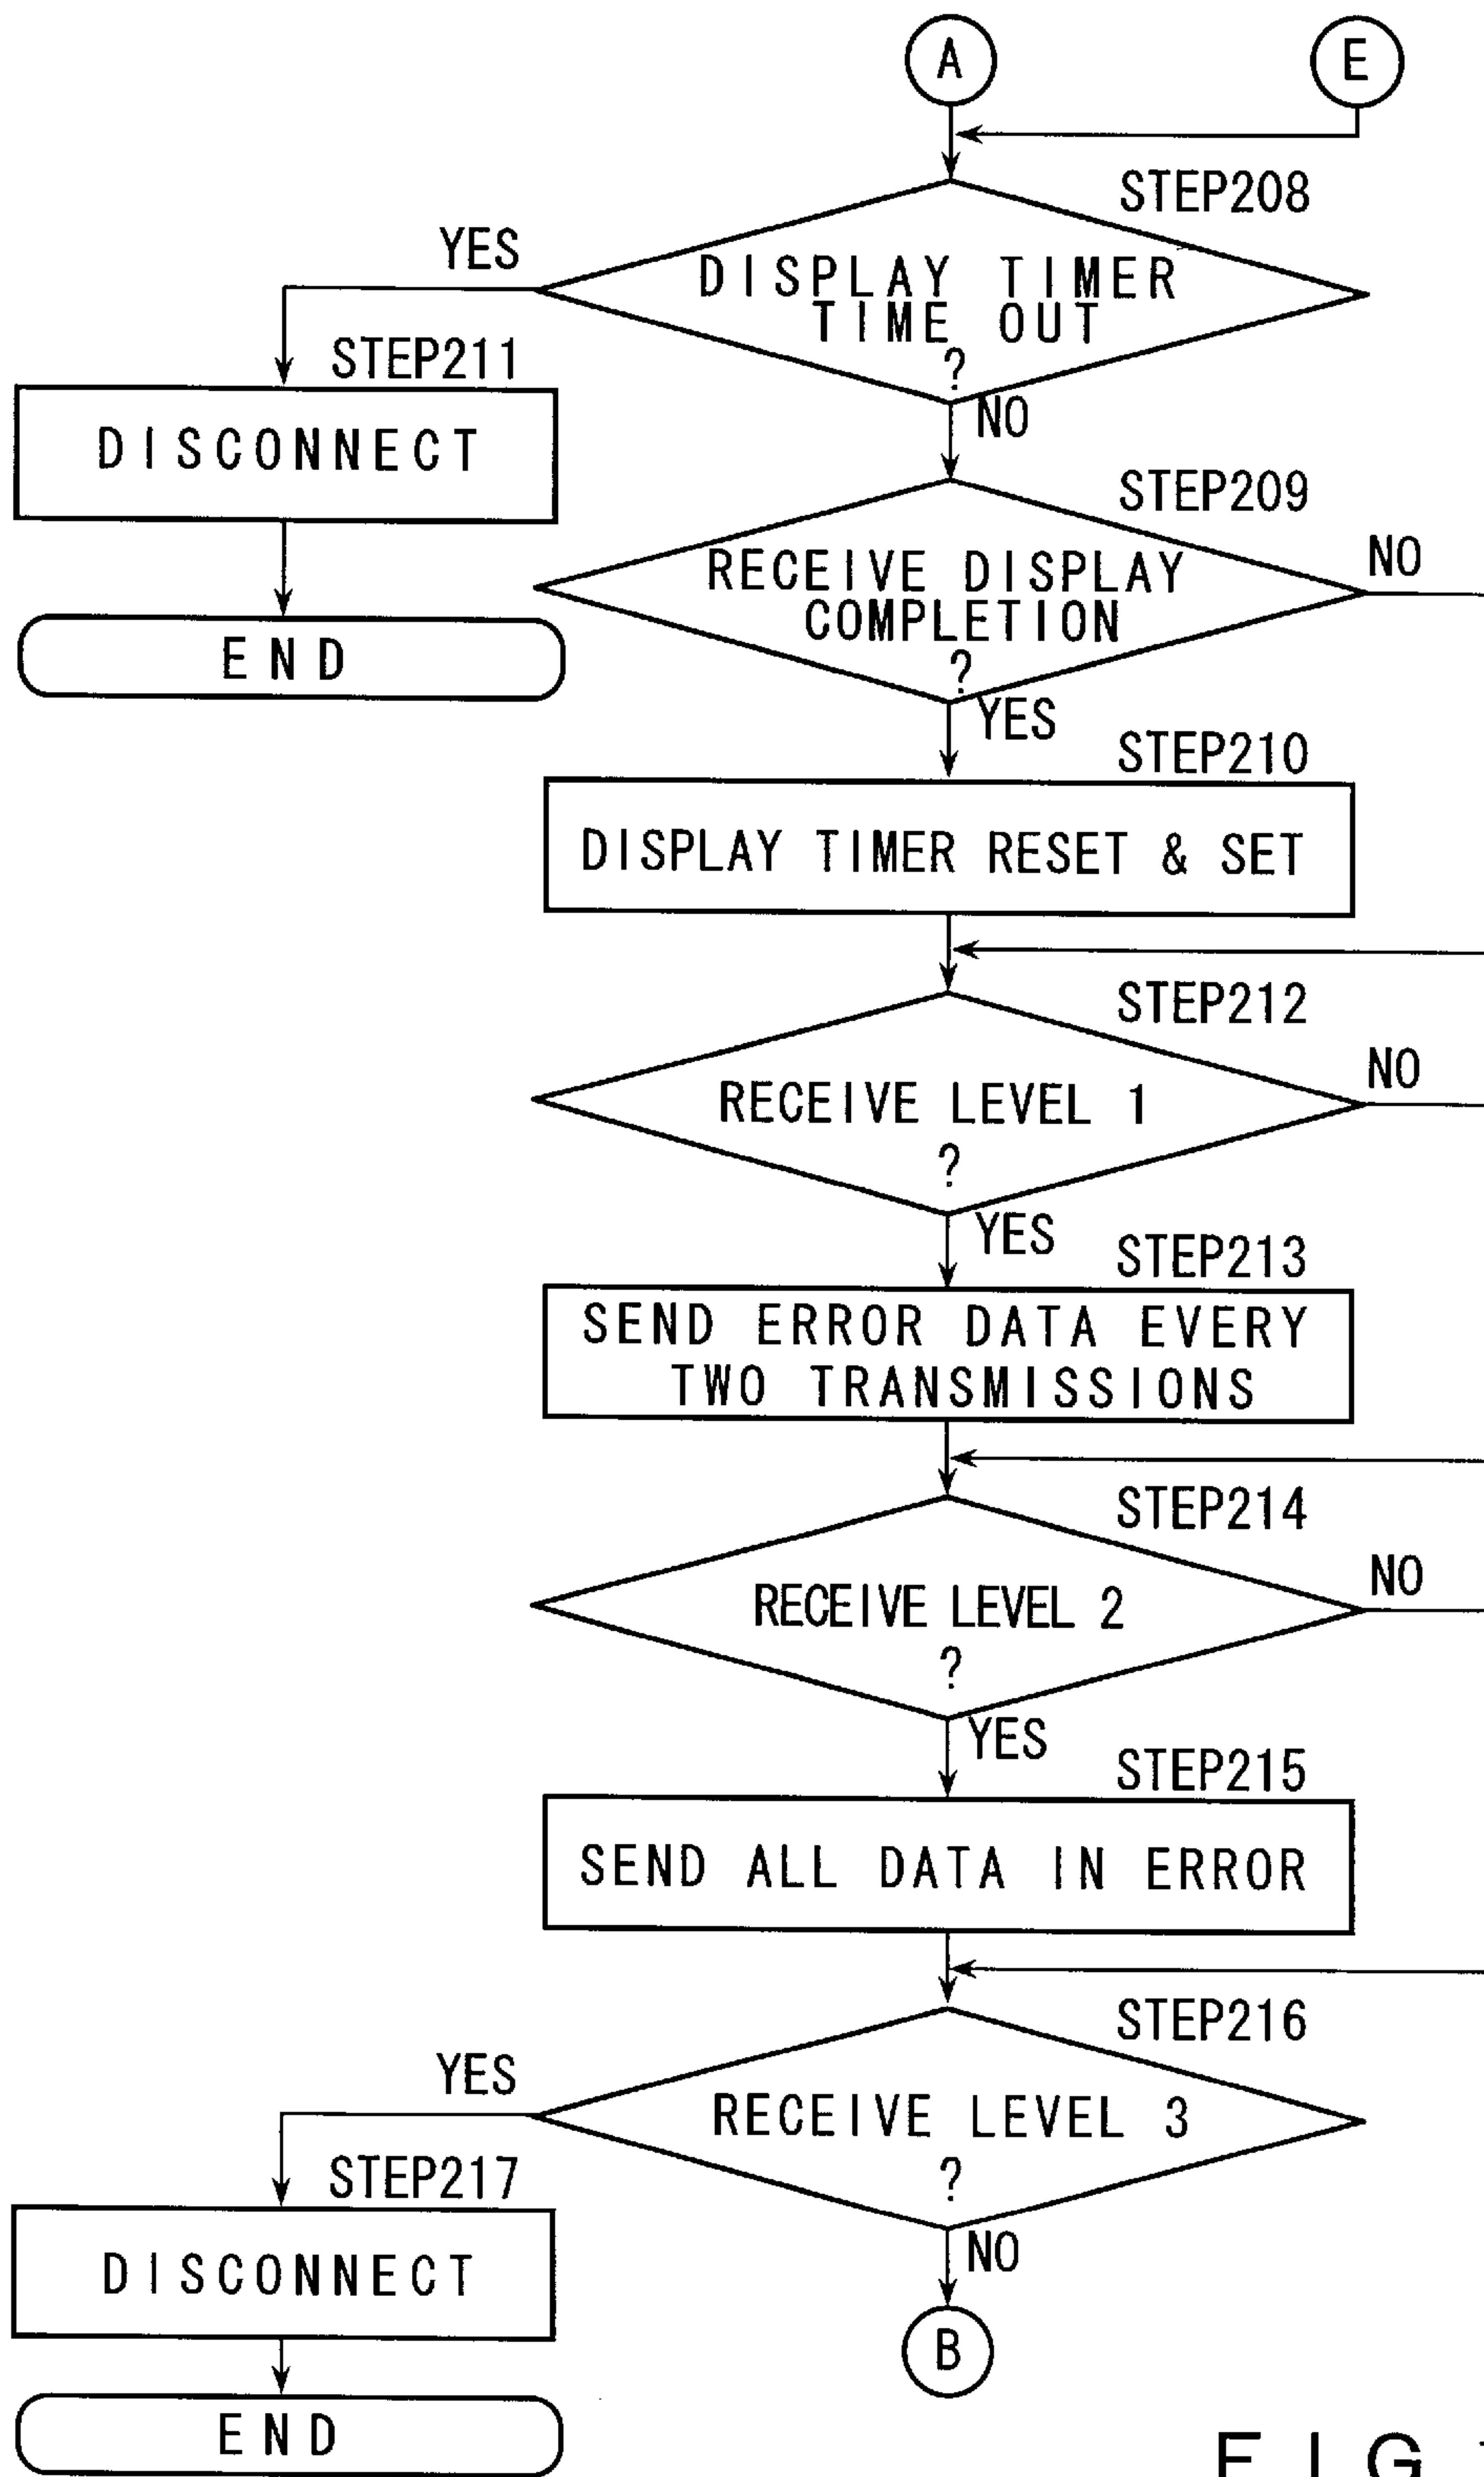 A
E
STEP208
YES
DISPLAY TIMER
TIME OUT
?
STEP211
NO
DISCONNECT
STEP209
NO
RECEIVE DISPLAY
COMPLETION
?
END
YES
STEP210
DISPLAY TIMER RESET & SET
STEP212
NO
RECEIVE LEVEL 1
?
YES
STEP213
SEND ERROR DATA EVERY
TWO TRANSMISSIONS
STEP214
NO
RECEIVE LEVEL 2
?
YES
STEP215
SEND ALL DATA IN ERROR
STEP216
YES
RECEIVE LEVEL 3
?
STEP217
NO
DISCONNECT
B
END
FIG